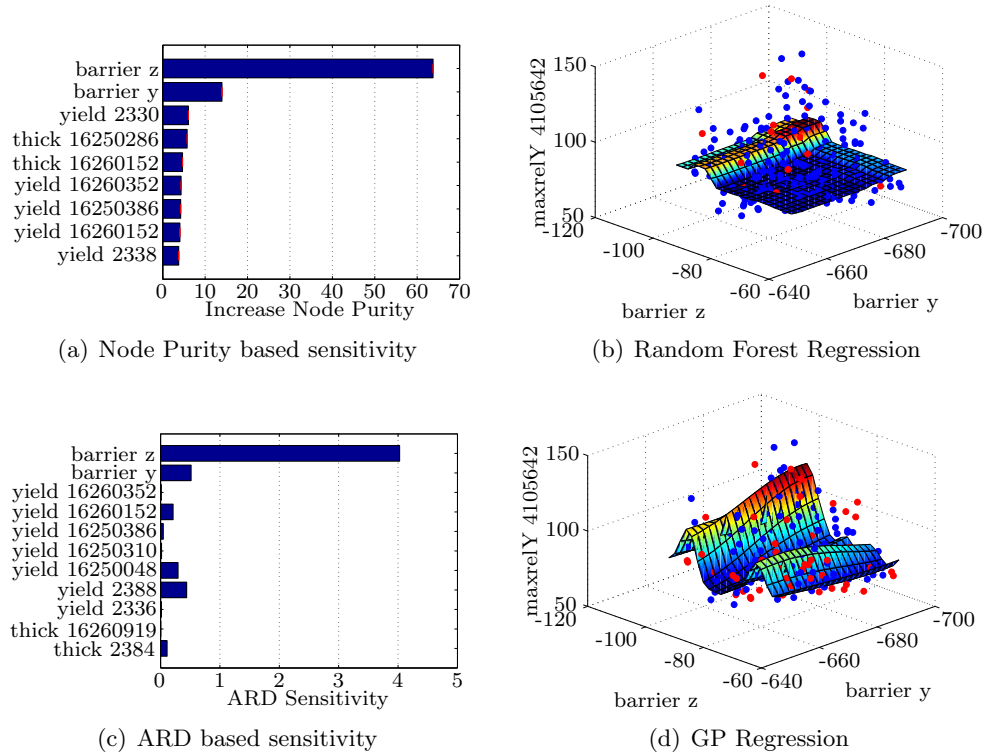 0 10 20 30 40 50 60 70
barrier z
barrier y
yield 2330
thick 16250286
thick 16260152
yield 16260352
yield 16250386
yield 16260152
yield 2338
Increase Node Purity
(a) Node Purity based sensitivity
150
100
50
maxrelY 4105642
-120
-100
-80
-60
barrier z
-640
-660
-680
-700
barrier y
(b) Random Forest Regression
barrier z
barrier y
yield 16260352
yield 16260152
yield 16250386
yield 16250310
yield 16250048
yield 2388
yield 2336
thick 16260919
thick 2384
0 1 2 3 4 5
ARD Sensitivity
(c) ARD based sensitivity
150
100
50
maxrelY 4105642
-120
-100
-80
-60
barrier z
-640
-660
-680
-700
barrier y
(d) GP Regression